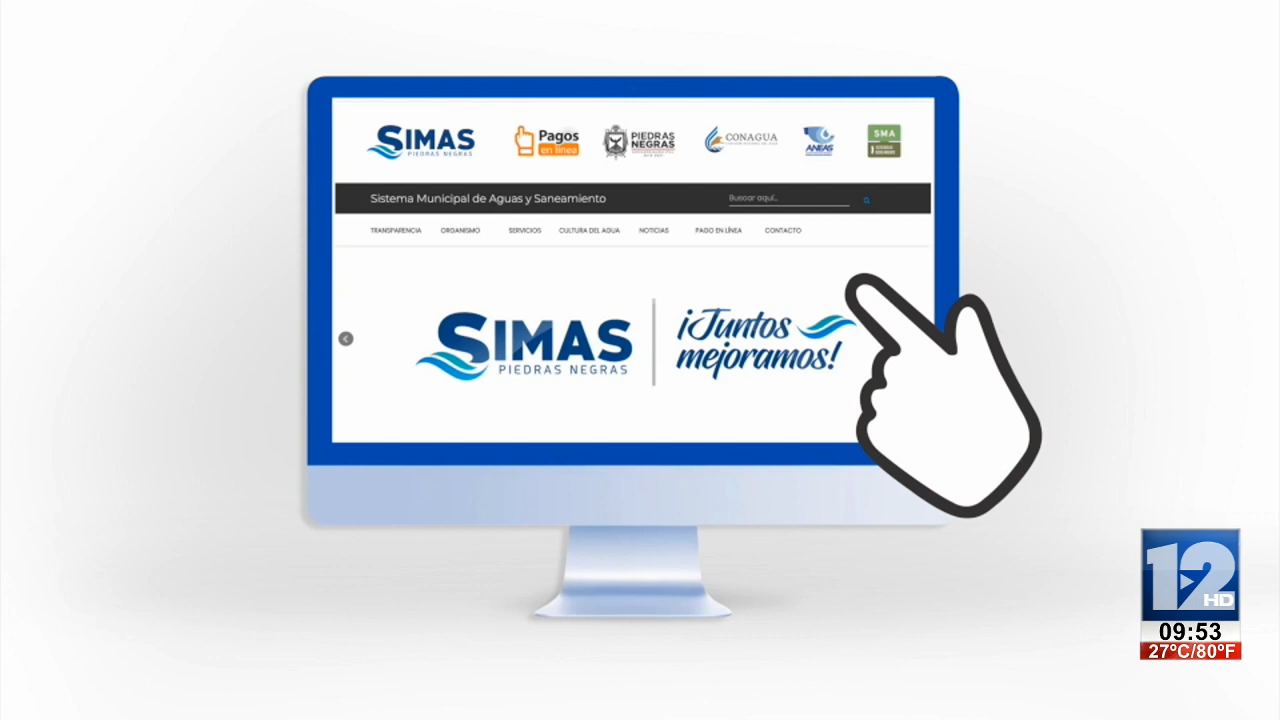 SIMAS
PIEDRAS NEGRAS
Pagos
en línea
PIEDRAS
NEGRAS
CONAGUA
ANEAS
SMA
Sistema Municipal de Aguas y Saneamiento
Buscar aquí...
TRANSPARENCIA ORGANISMO SERVICIOS CULTURA DEL AGUA NOTICIAS PAGO EN LÍNEA CONTACTO
SIMAS
PIEDRAS NEGRAS
¡Juntos
mejoramos!
12
HD
09:53
27ºC/80ºF